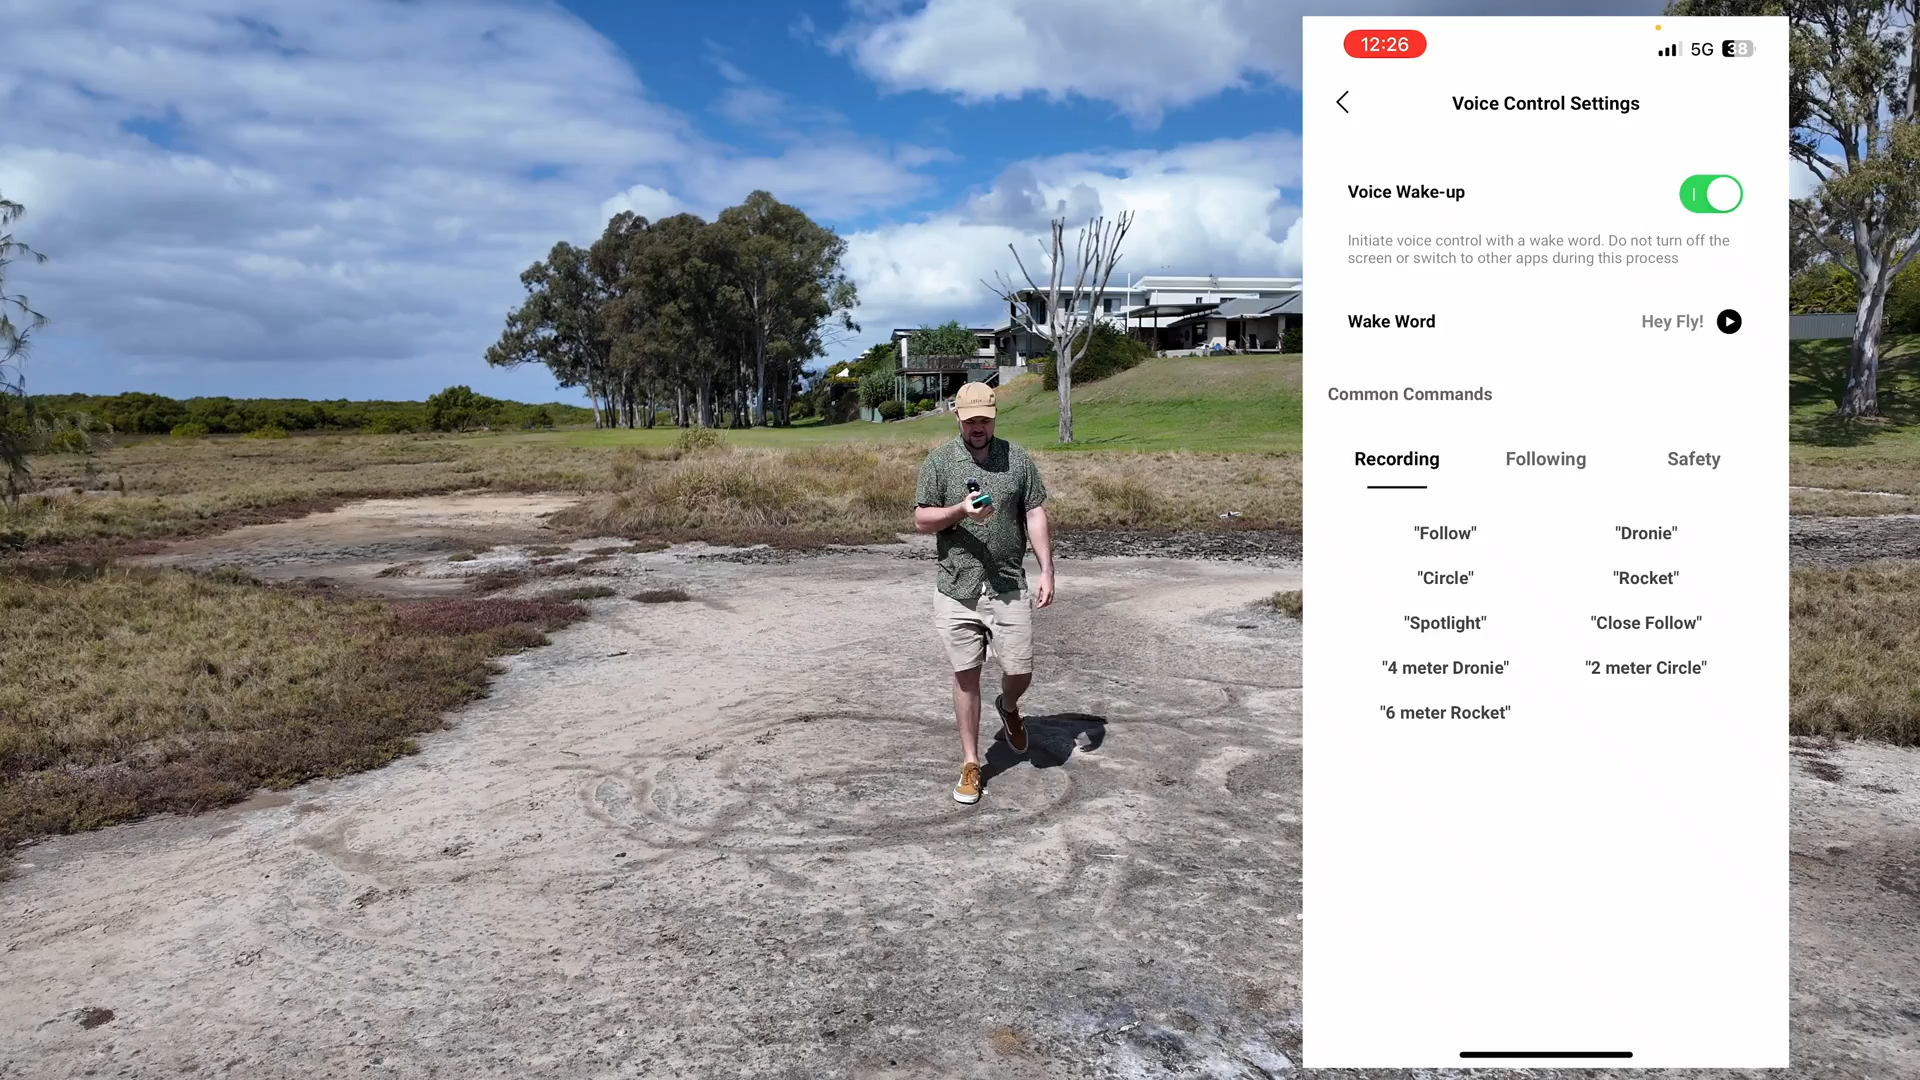 12:26
5G 38
Voice Control Settings
Voice Wake-up
Initiate voice control with a wake word. Do not turn off the
screen or switch to other apps during this process
Wake Word Hey Fly!
Common Commands
Recording Following Safety
"Follow" "Dronie"
"Circle" "Rocket"
"Spotlight" "Close Follow"
"4 meter Dronie" "2 meter Circle"
"6 meter Rocket"